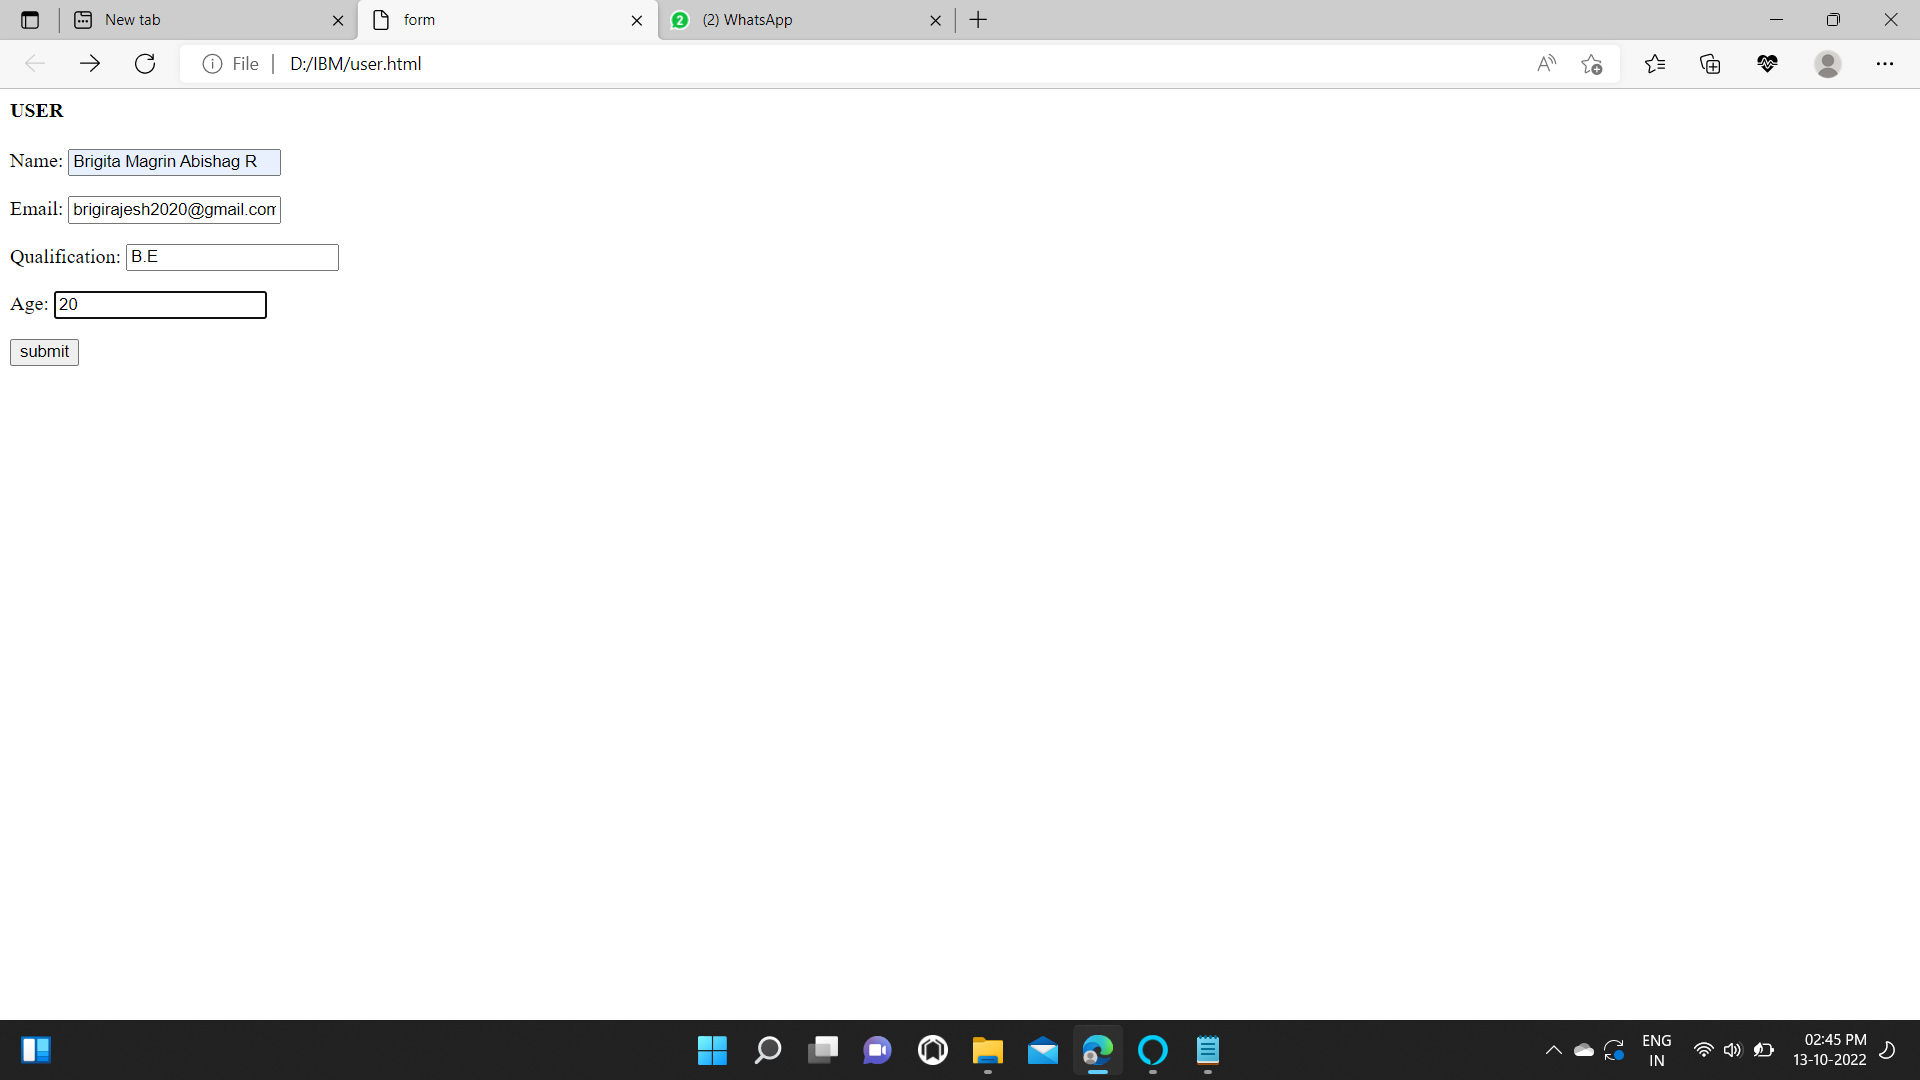 New tab
form
(2) WhatsApp
File
D:/IBM/user.html
USER
Name: Brigita Magrin Abishag R
Email: brigirajesh2020@gmail.com
Qualification: B.E
Age: 20
submit
ENG
IN
02:45 PM
13-10-2022